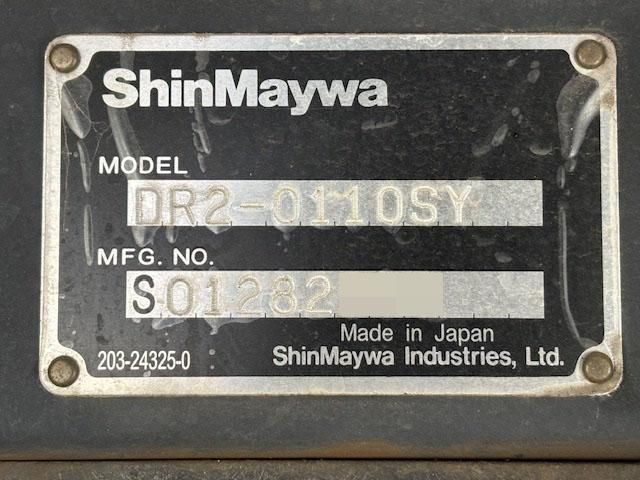 ShinMaywa
MODEL
DR2-0110SY
MFG. NO.
S01282
Made in Japan
203-24325-0 ShinMaywa Industries, Ltd.